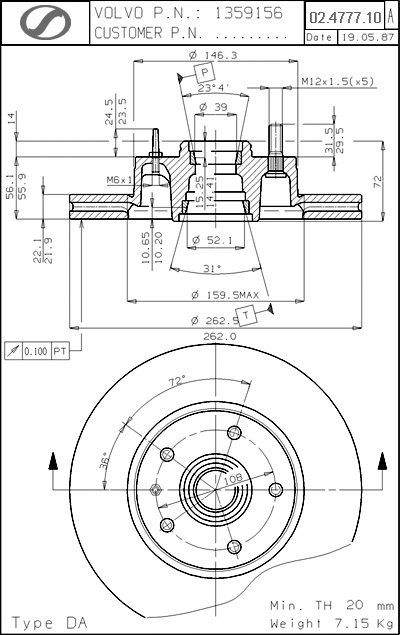 VOLVO P.N.: 1359156
CUSTOMER P.N. .........
02.4777.10 A
Date 19.05.87
Ø 146.3
P
M12x1.5(x5)
23°4'
Ø 39
24.5
23.5
14
31.5
29.5
M6x1
56.1
55.9
15.25
14.41
72
22.1
21.9
10.65
10.20
Ø 52.1
31°
Ø 159.5MAX
T
Ø 262.5
262.0
0.100 PT
72°
36°
108
Min. TH 20 mm
Type DA
Weight 7.15 Kg